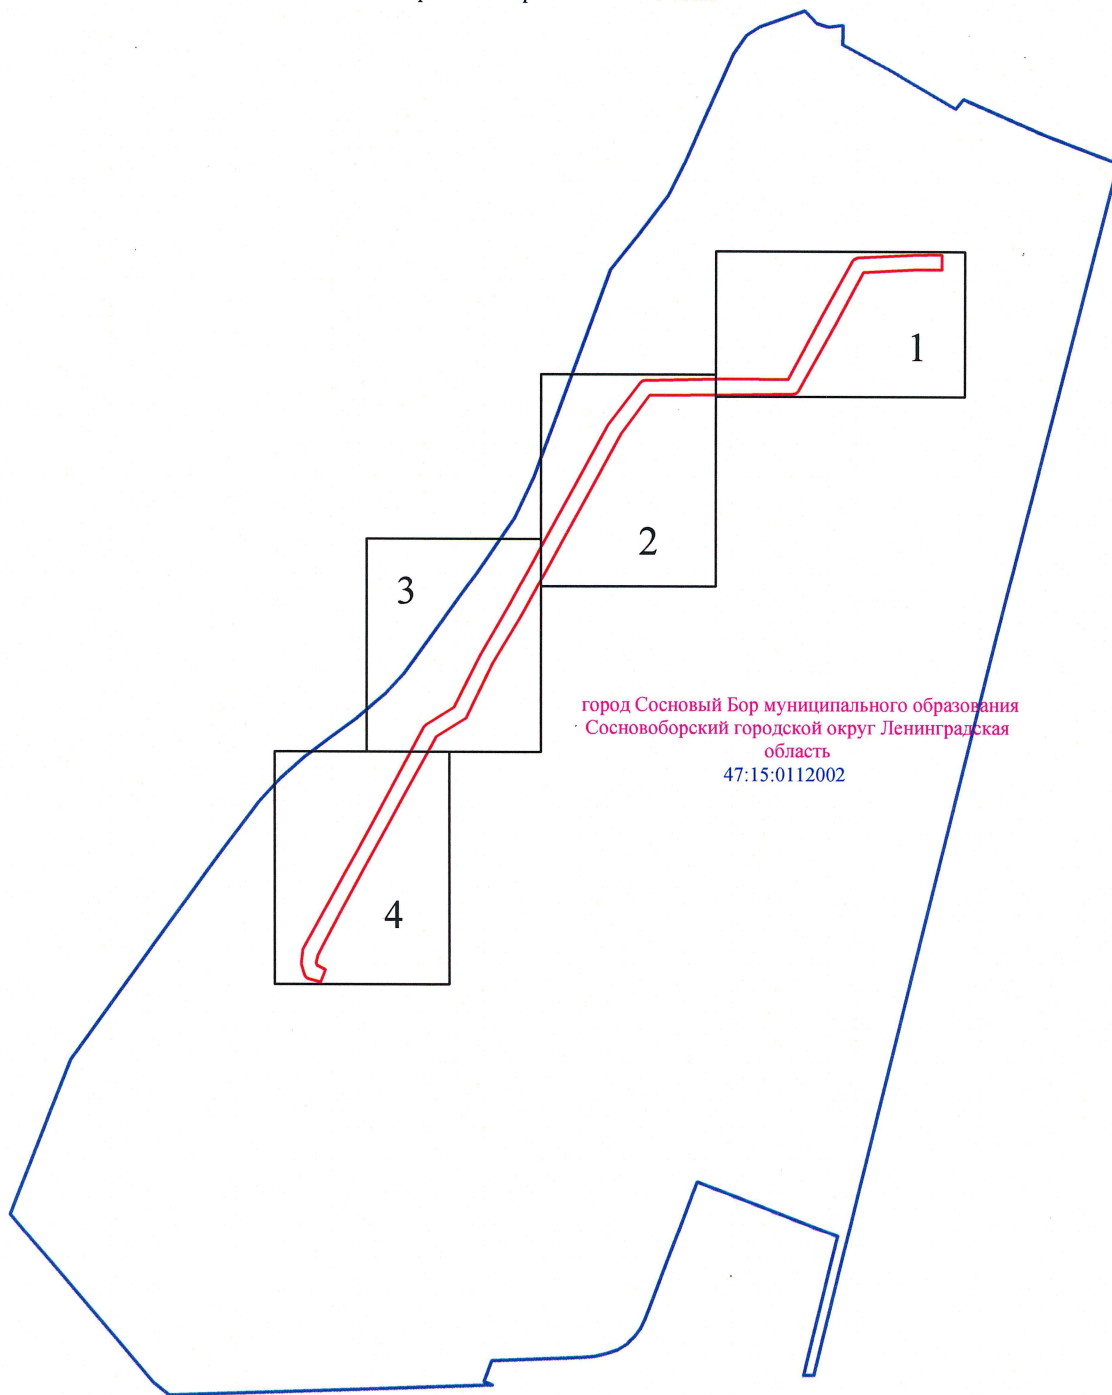 1
2
3
город Сосновый Бор муниципального образования
Сосновоборский городской округ Ленинградская
область
47:15:0112002
4